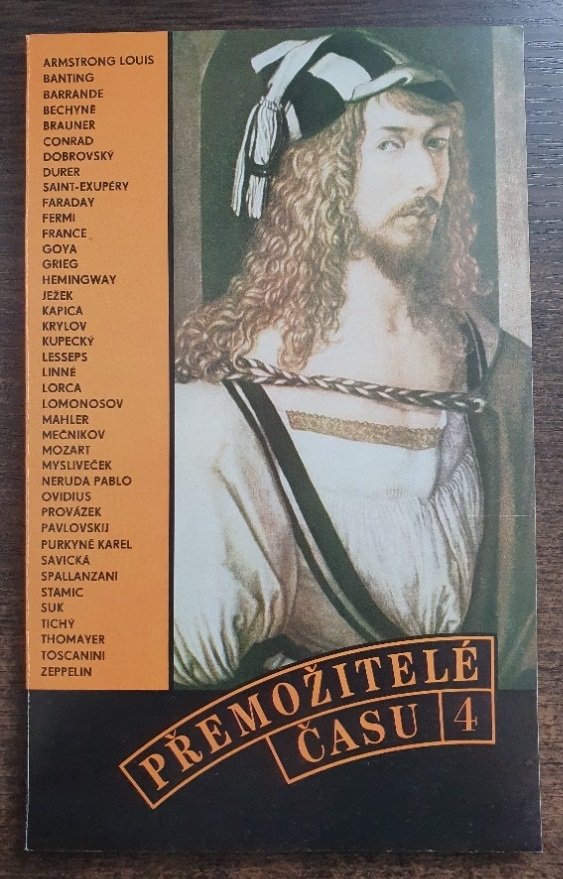 ARMSTRONG LOUIS
BANTING
BARRANDE
BECHYNĚ
BRAUNER
CONRAD
DOBROVSKÝ
DURER
SAINT-EXUPÉRY
FARADAY
FERMI
FRANCE
GOYA
GRIEG
HEMINGWAY
JEŽEK
KAPICA
KRYLOV
KUPECKÝ
LESSEPS
LINNÉ
LORCA
LOMONOSOV
MAHLER
MEČNIKOV
MOZART
MYSLIVEČEK
NERUDA PABLO
OVIDIUS
PROVÁZEK
PAVLOVSKIJ
PURKYNĚ KAREL
SAVICKÁ
SPALLANZANI
STAMIC
SUK
TICHÝ
THOMAYER
TOSCANINI
ZEPPELIN
PŘEMOŽITELÉ
ČASU 4